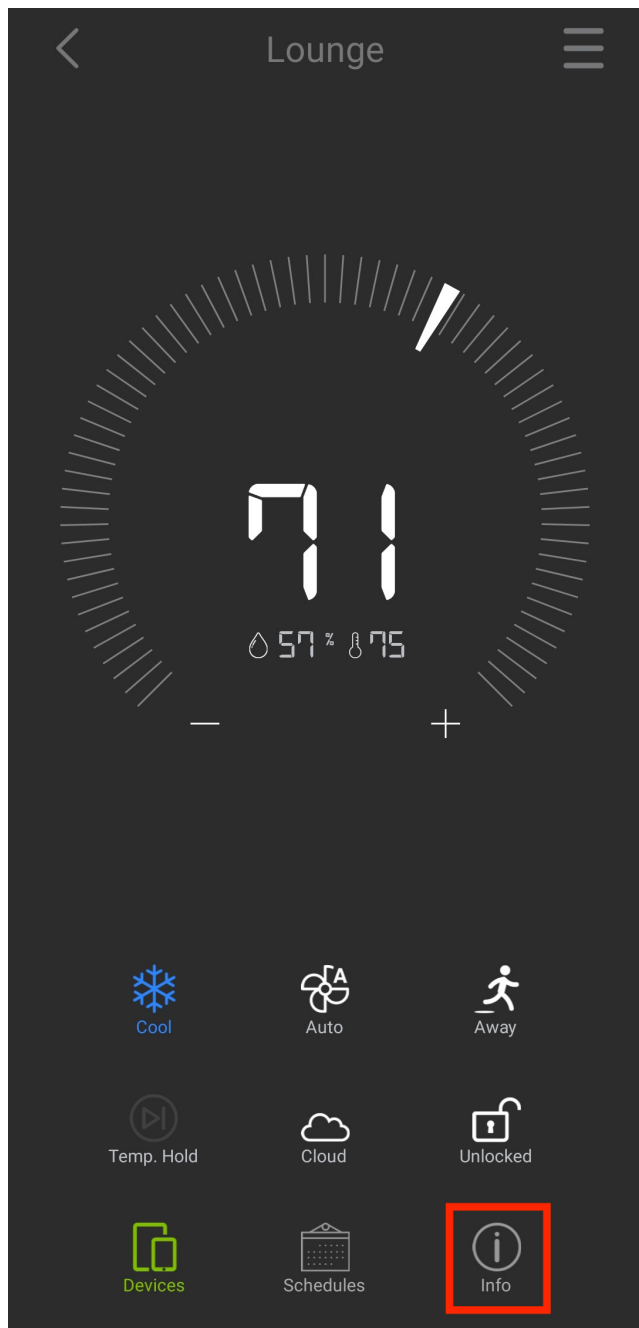 Lounge
71
57 % 75
− +
Cool Auto Away
Temp. Hold Cloud Unlocked
Devices Schedules Info